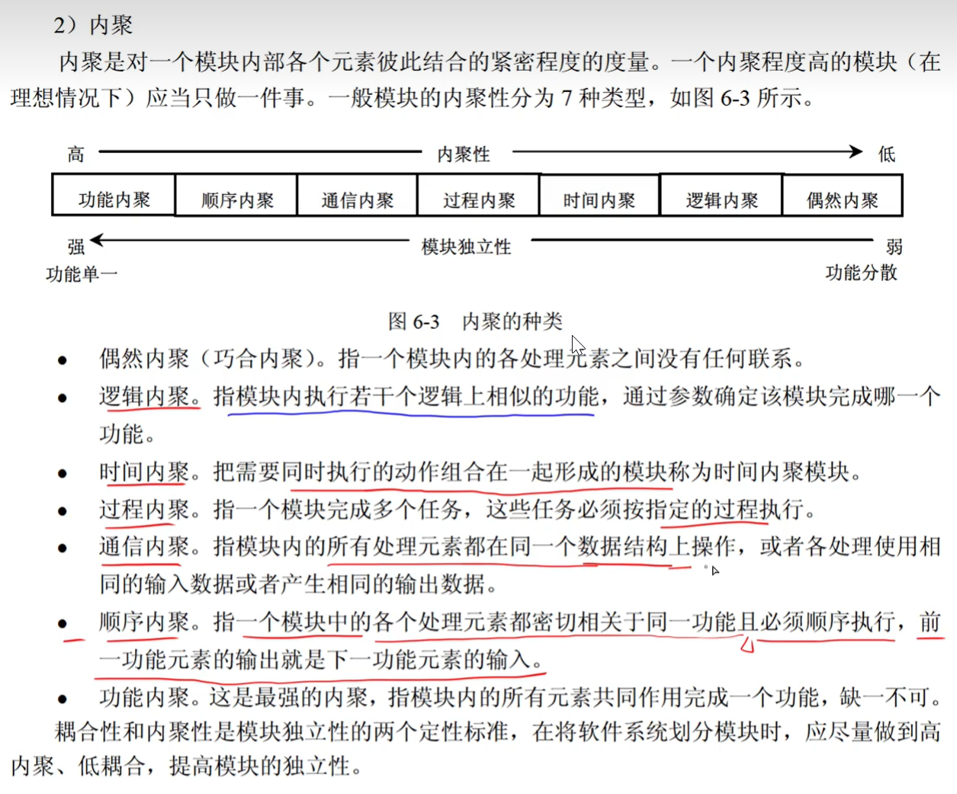 2）内聚
内聚是对一个模块内部各个元素彼此结合的紧密程度的度量。一个内聚程度高的模块（在
理想情况下）应当只做一件事。一般模块的内聚性分为 7 种类型，如图 6-3 所示。
高 内聚性 低
功能内聚 顺序内聚 通信内聚 过程内聚 时间内聚 逻辑内聚 偶然内聚
强 模块独立性 弱
功能单一 功能分散
图 6-3 内聚的种类
● 偶然内聚（巧合内聚）。指一个模块内的各处理元素之间没有任何联系。
● 逻辑内聚。指模块内执行若干个逻辑上相似的功能，通过参数确定该模块完成哪一个
功能。
● 时间内聚。把需要同时执行的动作组合在一起形成的模块称为时间内聚模块。
● 过程内聚。指一个模块完成多个任务，这些任务必须按指定的过程执行。
● 通信内聚。指模块内的所有处理元素都在同一个数据结构上操作，或者各处理使用相
同的输入数据或者产生相同的输出数据。
● 顺序内聚。指一个模块中的各个处理元素都密切相关于同一功能且必须顺序执行，前
一功能元素的输出就是下一功能元素的输入。
● 功能内聚。这是最强的内聚，指模块内的所有元素共同作用完成一个功能，缺一不可。
耦合性和内聚性是模块独立性的两个定性标准，在将软件系统划分模块时，应尽量做到高
内聚、低耦合，提高模块的独立性。